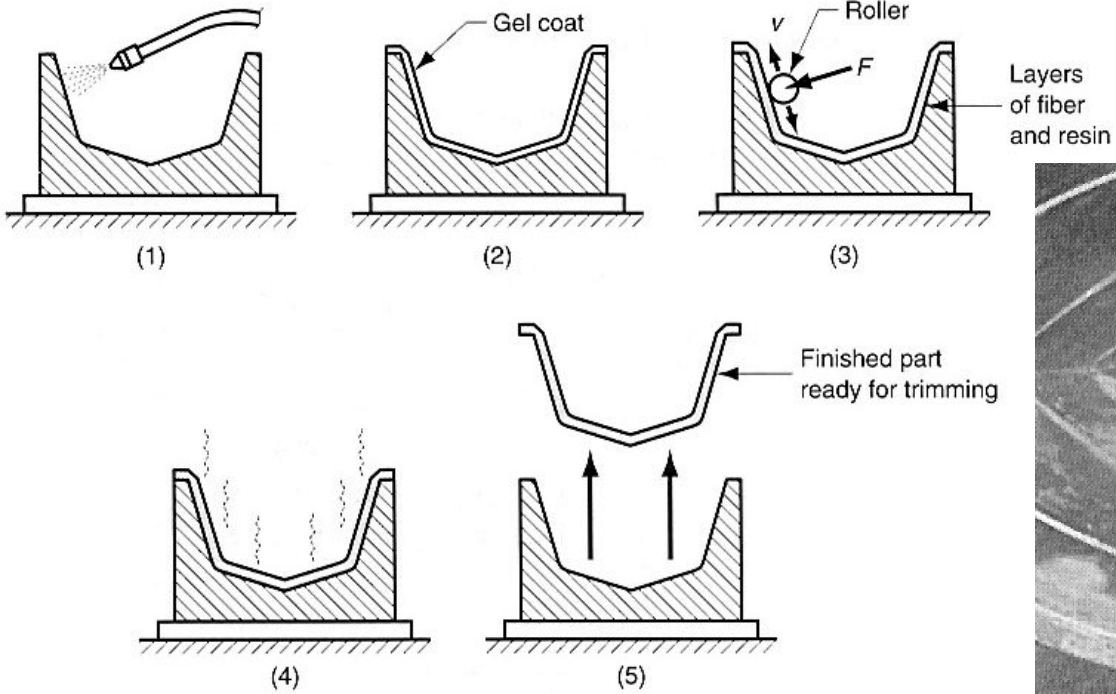 Gel coat
Roller
v
F
Layers
of fiber
and resin
(1)
(2)
(3)
Finished part
ready for trimming
(4)
(5)